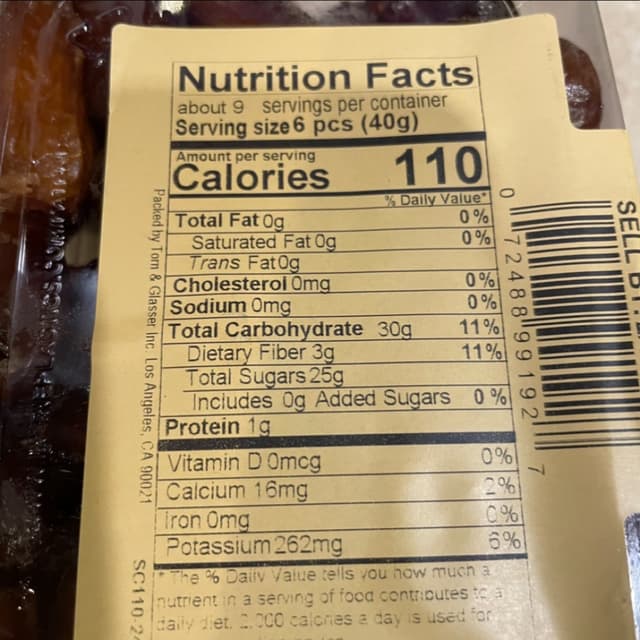 Nutrition Facts
about 9 servings per container
Serving size 6 pcs (40g)
Amount per serving
Calories 110
% Daily Value*
Total Fat 0g 0%
Saturated Fat 0g 0%
Trans Fat 0g
Cholesterol 0mg 0%
Sodium 0mg 0%
Total Carbohydrate 30g 11%
Dietary Fiber 3g 11%
Total Sugars 25g
Includes 0g Added Sugars 0%
Protein 1g
Vitamin D 0mcg 0%
Calcium 16mg 2%
Iron 0mg 0%
Potassium 262mg 6%
* The % Daily Value tells you how much a
nutrient in a serving of food contributes to a
daily diet. 2,000 calories a day is used for
Packed by Torn & Glasser Inc. Los Angeles, CA 90021
SC110-2
0 72488 99192 7
SELL